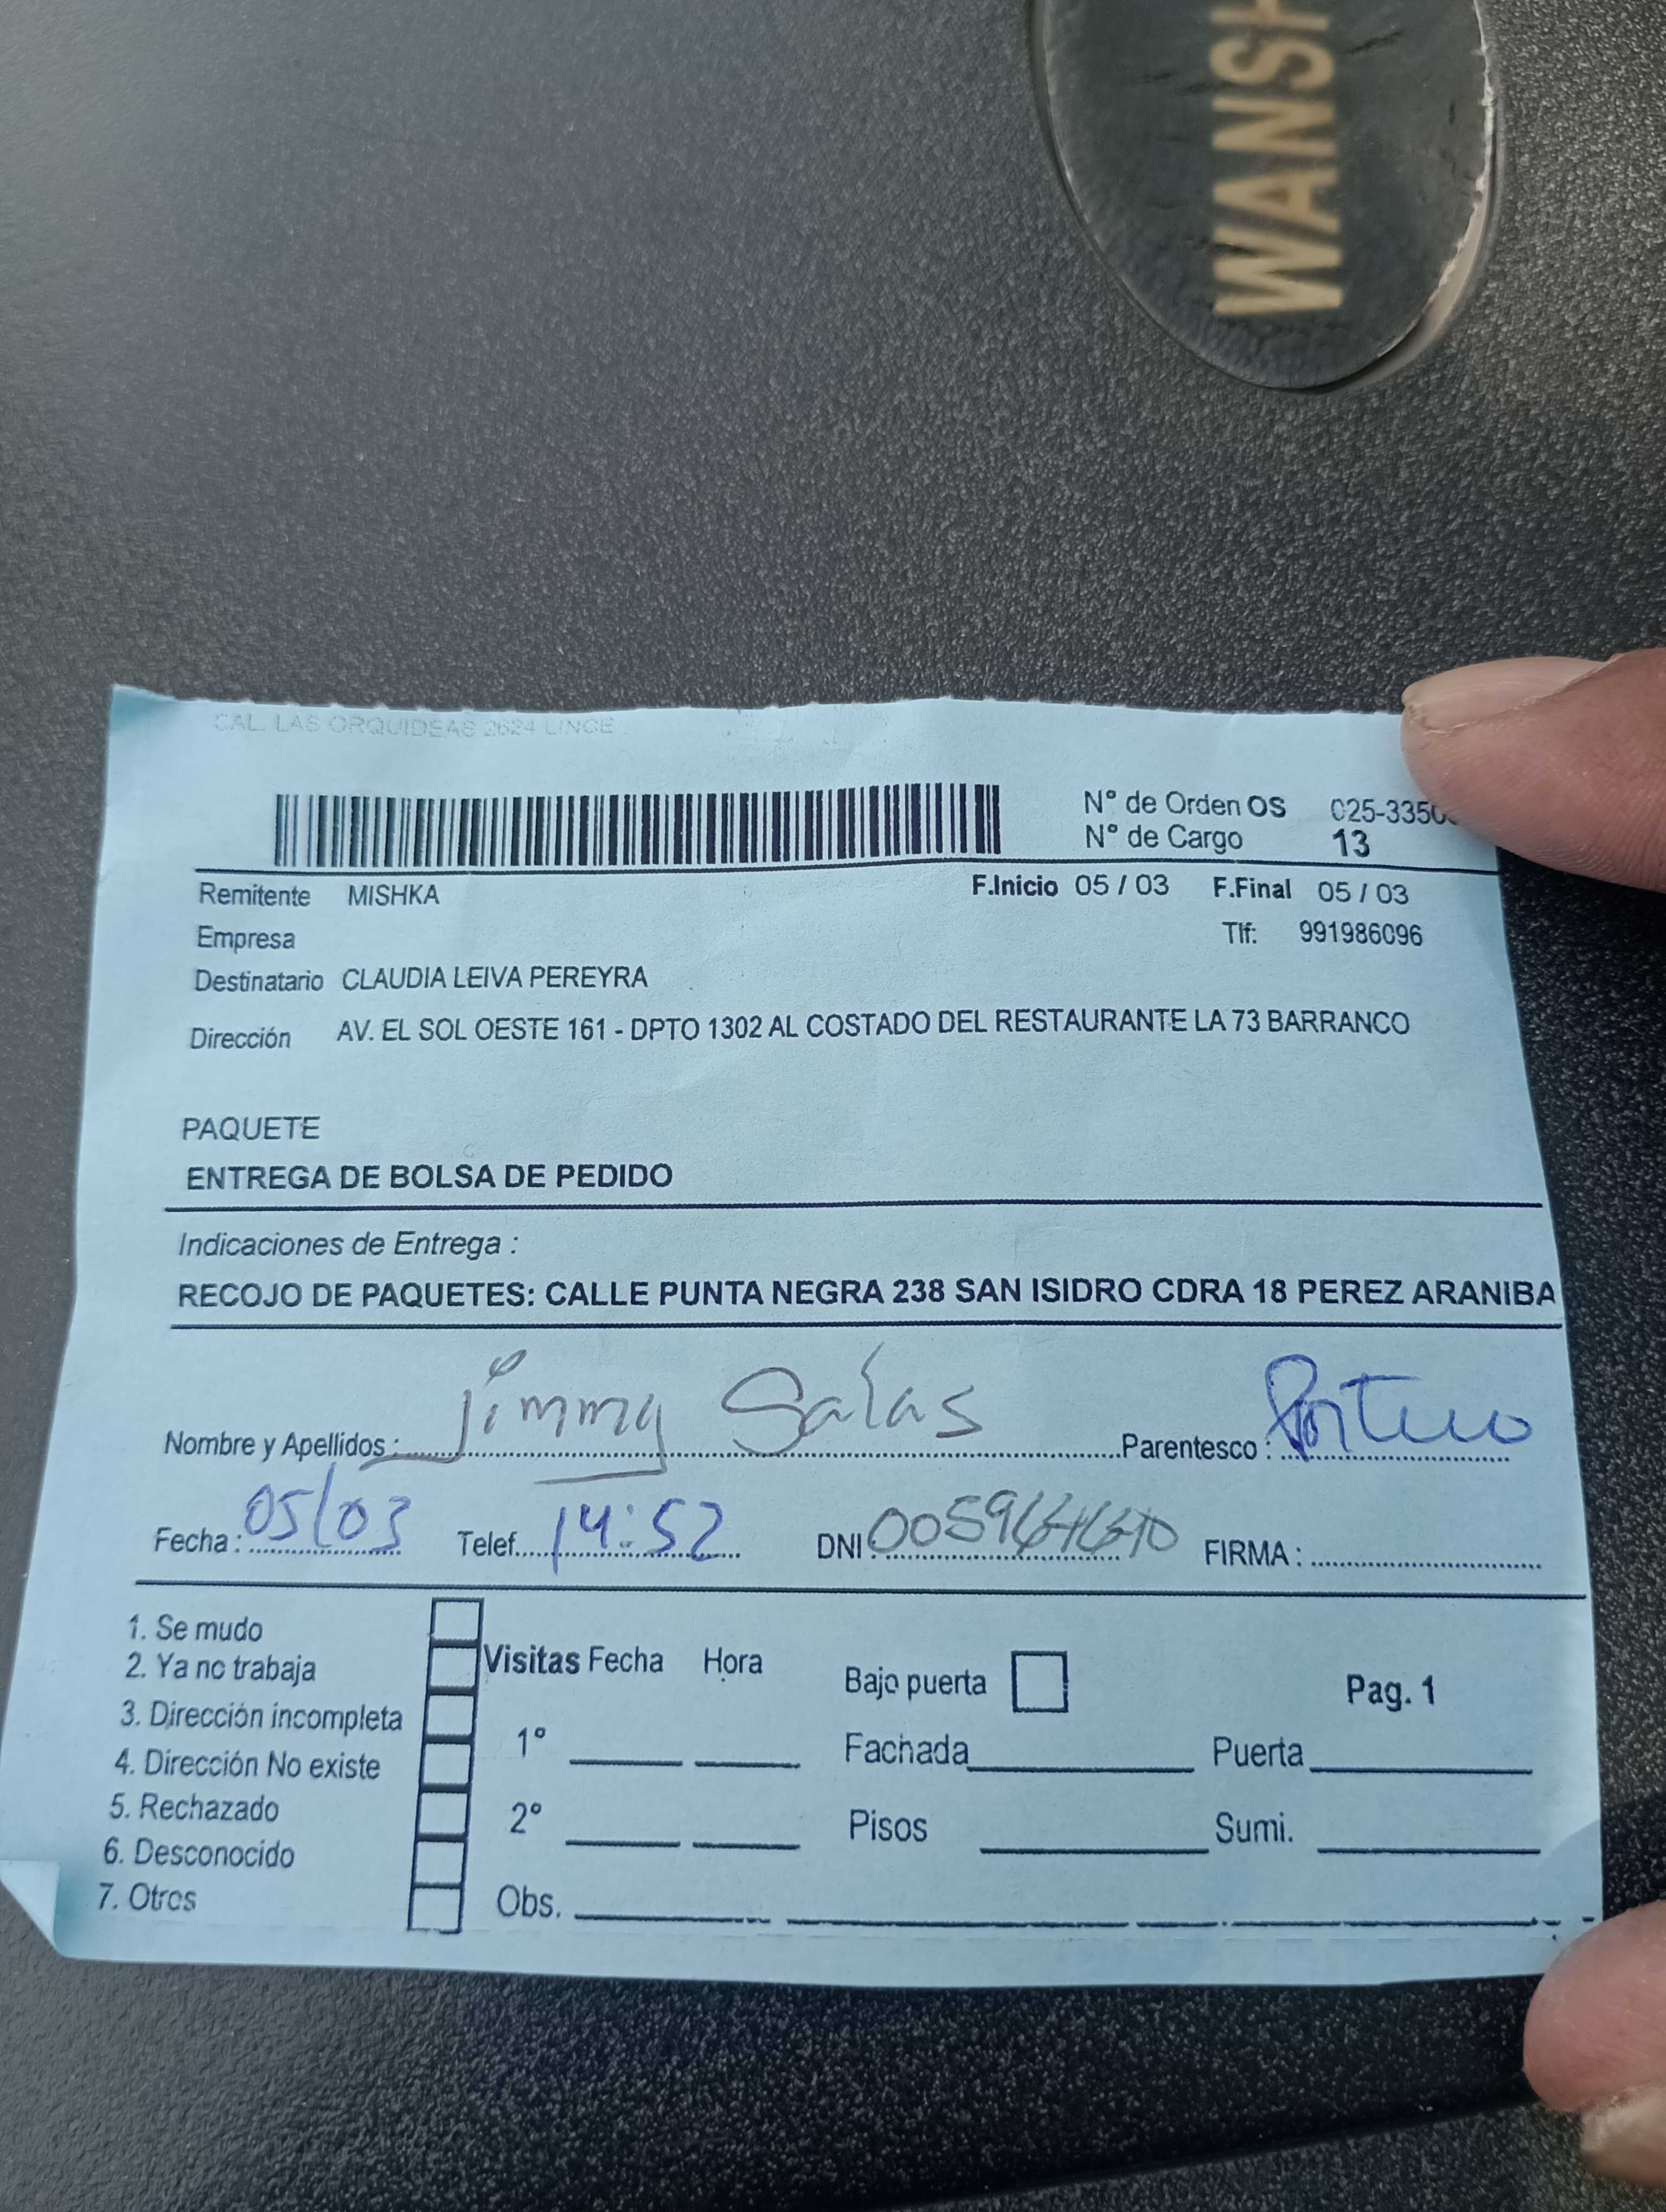 WANSH
CAL. LAS ORQUIDEAS 2624 LINCE
N° de Orden OS 025-3350
N° de Cargo 13
Remitente MISHKA F.Inicio 05 / 03 F.Final 05 / 03
Empresa Tlf: 991986096
Destinatario CLAUDIA LEIVA PEREYRA
Dirección AV. EL SOL OESTE 161 - DPTO 1302 AL COSTADO DEL RESTAURANTE LA 73 BARRANCO
PAQUETE
ENTREGA DE BOLSA DE PEDIDO
Indicaciones de Entrega :
RECOJO DE PAQUETES: CALLE PUNTA NEGRA 238 SAN ISIDRO CDRA 18 PEREZ ARANIBA
Nombre y Apellidos : Jimmy Salas Parentesco :
Fecha : 05/03 Telef. 14:52 DNI : FIRMA :
1. Se mudo
2. Ya no trabaja
3. Dirección incompleta
4. Dirección No existe
5. Rechazado
6. Desconocido
7. Otros
Visitas Fecha Hora
1°
2°
Obs.
Bajo puerta Pag. 1
Fachada Puerta
Pisos Sumi.